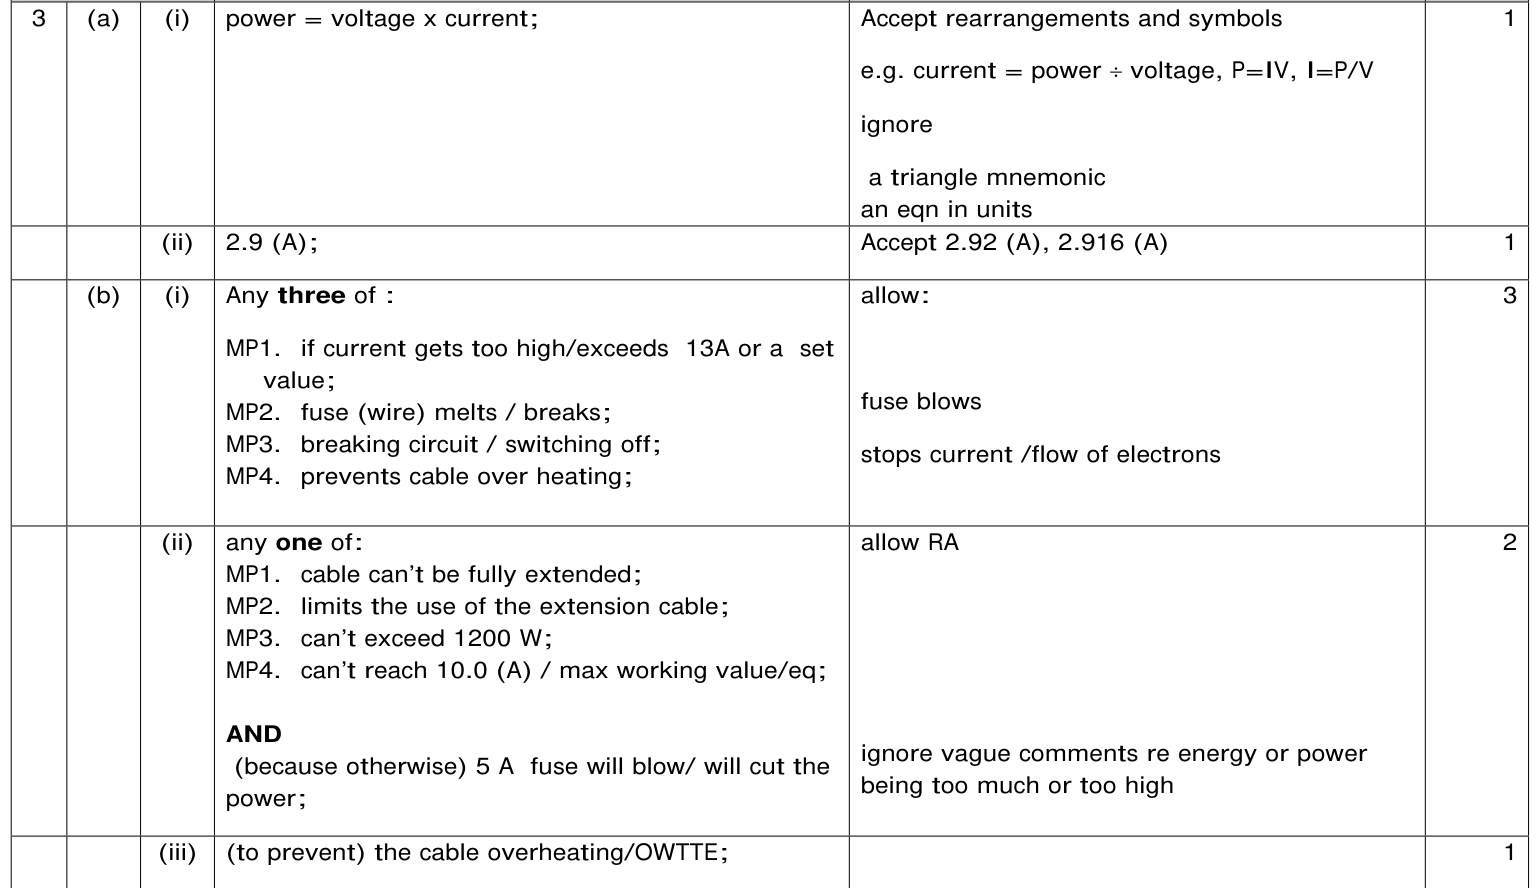 3 (a) (i) power = voltage x current; Accept rearrangements and symbols 1
e.g. current = power ÷ voltage, P=IV, I=P/V
ignore
a triangle mnemonic
an eqn in units
(ii) 2.9 (A); Accept 2.92 (A), 2.916 (A) 1
(b) (i) Any three of : allow: 3
MP1. if current gets too high/exceeds 13A or a set
value;
fuse blows
MP2. fuse (wire) melts / breaks;
MP3. breaking circuit / switching off;
stops current /flow of electrons
MP4. prevents cable over heating;
(ii) any one of: allow RA 2
MP1. cable can't be fully extended;
MP2. limits the use of the extension cable;
MP3. can't exceed 1200 W;
MP4. can't reach 10.0 (A) / max working value/eq;
AND
(because otherwise) 5 A fuse will blow/ will cut the
power;
ignore vague comments re energy or power
being too much or too high
(iii) (to prevent) the cable overheating/OWTTE; 1